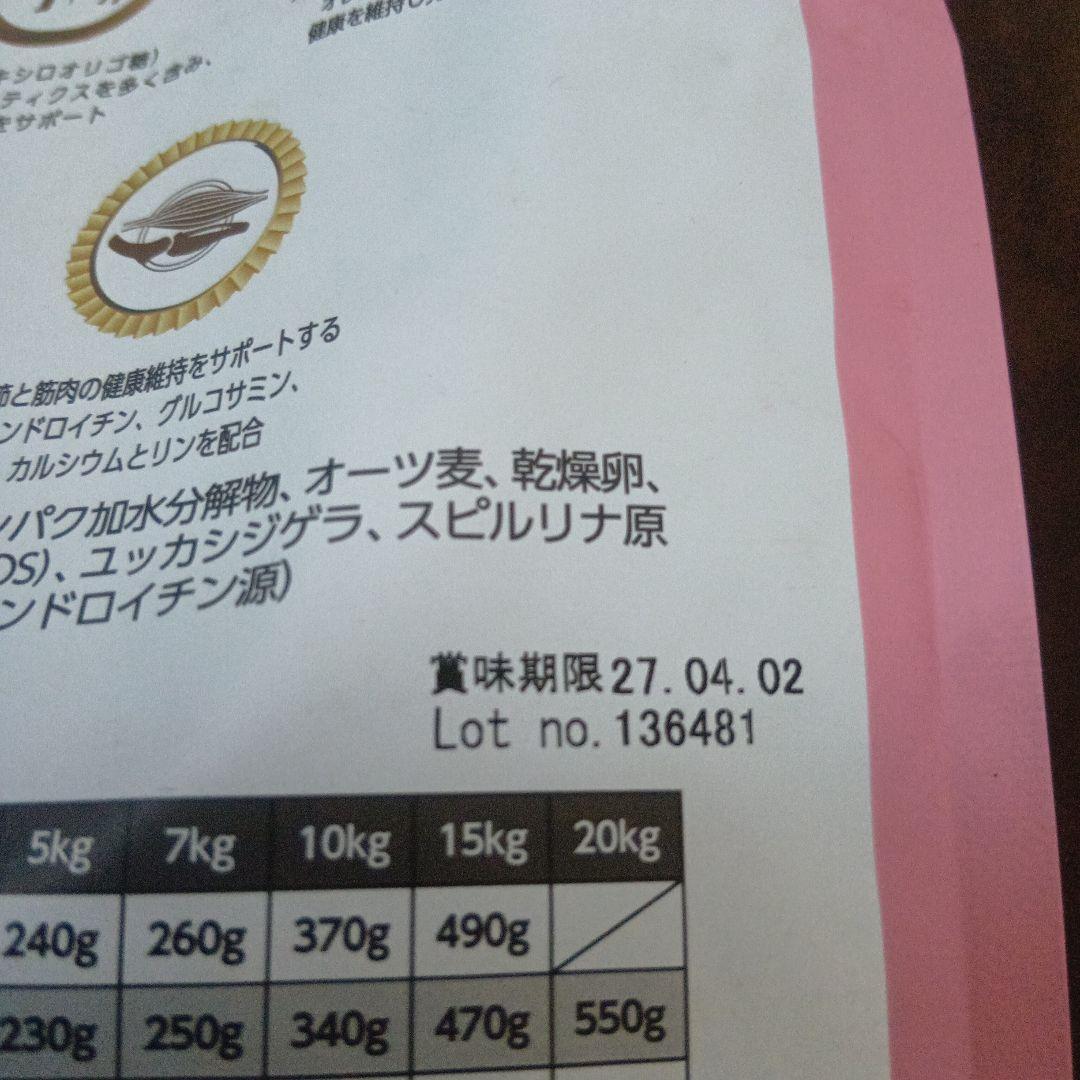 健康を維持し
キシロオリゴ糖)
ティクスを多く含み、
をサポート
節と筋肉の健康維持をサポートする
ンドロイチン、グルコサミン、
カルシウムとリンを配合
パク加水分解物、オーツ麦、乾燥卵、
OS)、ユッカシジゲラ、スピルリナ原
ンドロイチン源)
賞味期限27.04.02
Lot no.136481
5kg 7kg 10kg 15kg 20kg
240g 260g 370g 490g
230g 250g 340g 470g 550g